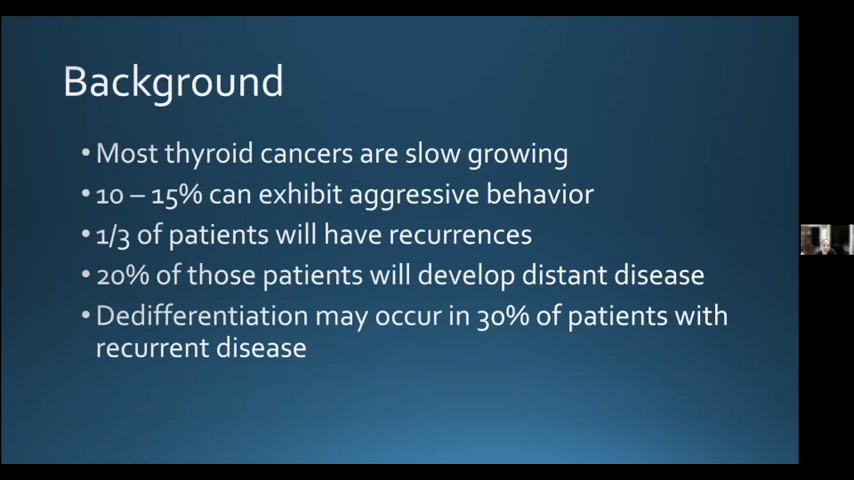 Background
• Most thyroid cancers are slow growing
• 10 – 15% can exhibit aggressive behavior
• 1/3 of patients will have recurrences
• 20% of those patients will develop distant disease
• Dedifferentiation may occur in 30% of patients with
recurrent disease